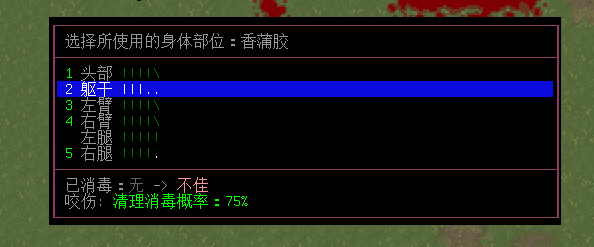 选择所使用的身体部位：香蒲胶
1 头部 ||||\
2 躯干 |||..
3 左臂 ||||\
4 右臂 ||||\
左腿 |||||
5 右腿 ||||.
已消毒：无 -> 不佳
咬伤：清理消毒概率：75%